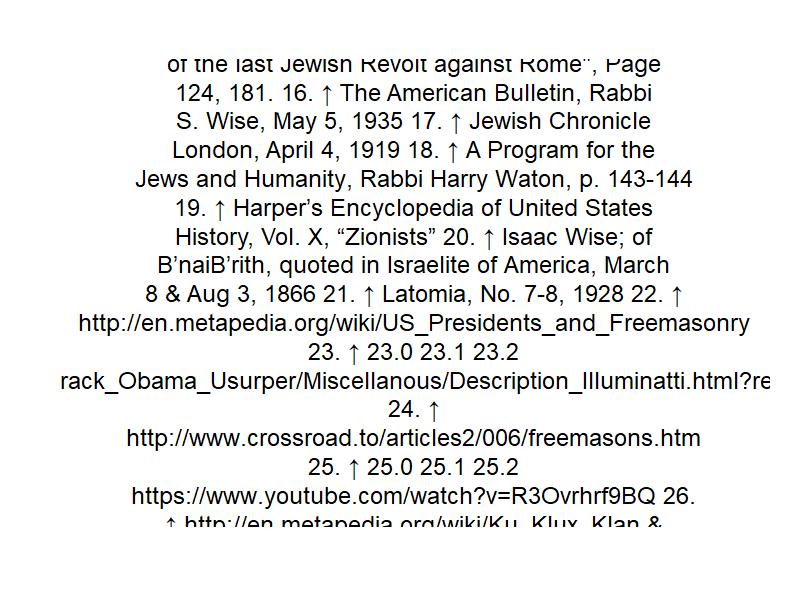 of the last Jewish Revolt against Rome", Page
124, 181. 16. ↑ The American Bulletin, Rabbi
S. Wise, May 5, 1935 17. ↑ Jewish Chronicle
London, April 4, 1919 18. ↑ A Program for the
Jews and Humanity, Rabbi Harry Waton, p. 143-144
19. ↑ Harper’s Encyclopedia of United States
History, Vol. X, “Zionists” 20. ↑ Isaac Wise; of
B’naiB’rith, quoted in Israelite of America, March
8 & Aug 3, 1866 21. ↑ Latomia, No. 7-8, 1928 22. ↑
http://en.metapedia.org/wiki/US_Presidents_and_Freemasonry
23. ↑ 23.0 23.1 23.2
rack_Obama_Usurper/Miscellanous/Description_Illuminatti.html?re
24. ↑
http://www.crossroad.to/articles2/006/freemasons.htm
25. ↑ 25.0 25.1 25.2
https://www.youtube.com/watch?v=R3Ovrhrf9BQ 26.
↑ http://en.metapedia.org/wiki/Ku_Klux_Klan &